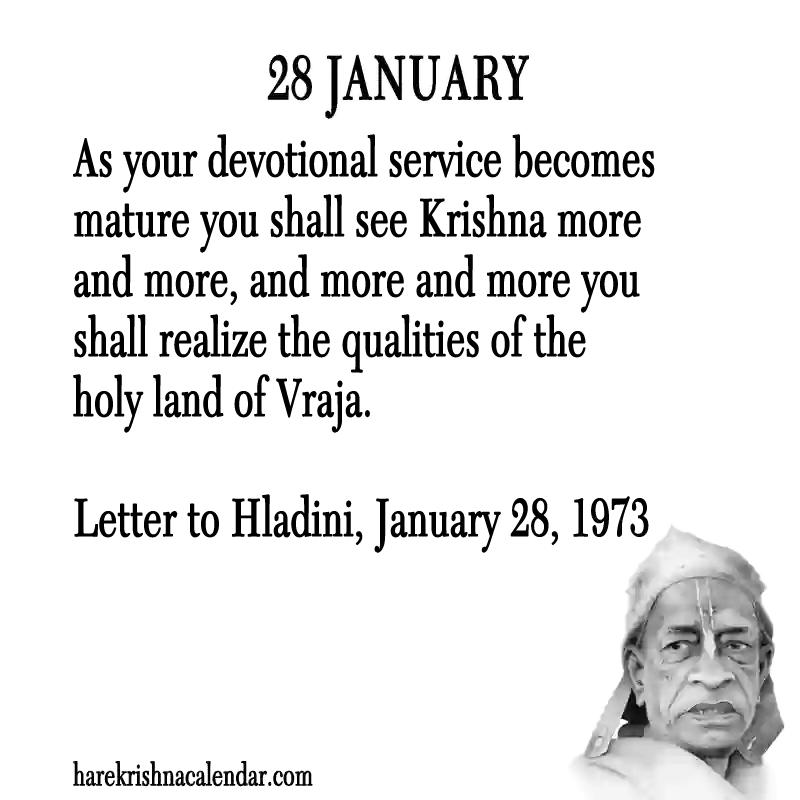 28 JANUARY
As your devotional service becomes
mature you shall see Krishna more
and more, and more and more you
shall realize the qualities of the
holy land of Vraja.
Letter to Hladini, January 28, 1973
harekrishnacalendar.com